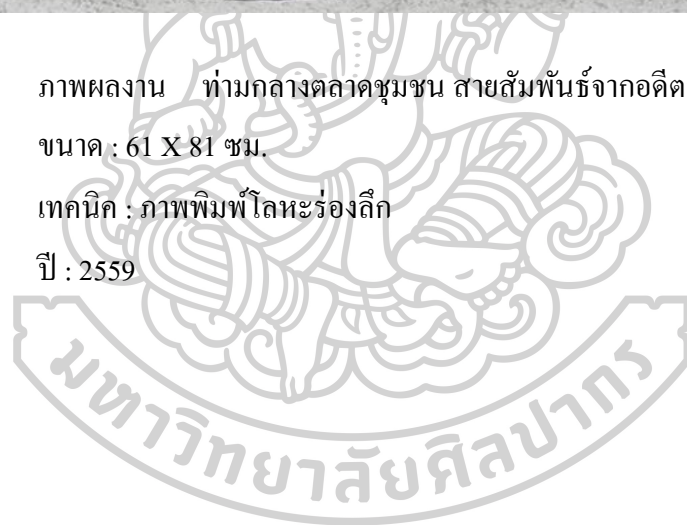 ภาพผลงาน ท่ามกลางตลาดชุมชน สายสัมพันธ์จากอดีต
ขนาด : 61 X 81 ซม.
เทคนิค : ภาพพิมพ์โลหะร่องลึก
ปี : 2559
มหาวิทยาลัยศิลปากร